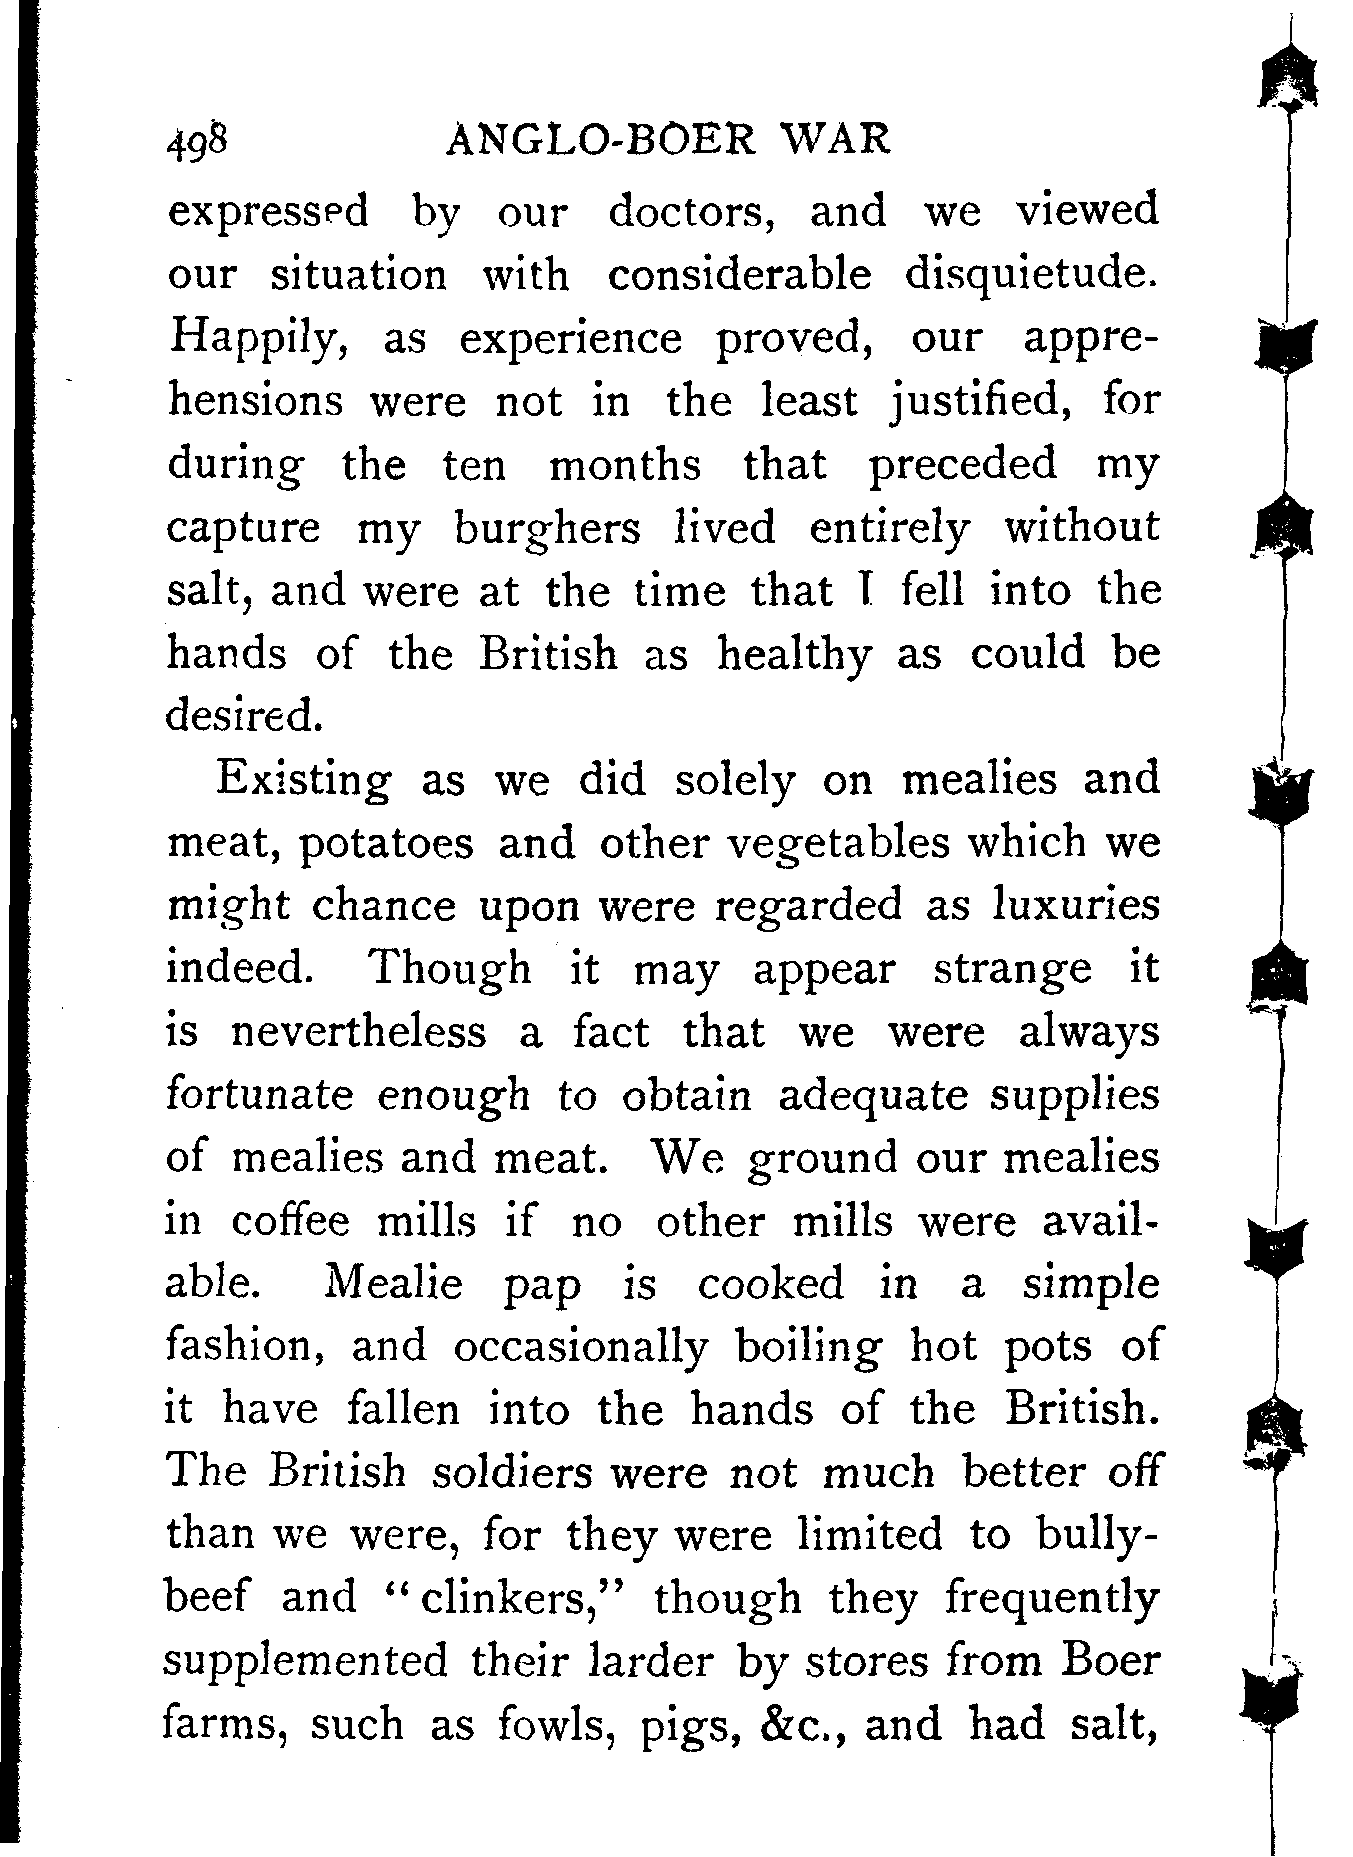 498 ANGLO-BOER WAR
expressed by our doctors, and we viewed
our situation with considerable disquietude.
Happily, as experience proved, our appre-
hensions were not in the least justified, for
during the ten months that preceded my
capture my burghers lived entirely without
salt, and were at the time that I fell into the
hands of the British as healthy as could be
desired.
Existing as we did solely on mealies and
meat, potatoes and other vegetables which we
might chance upon were regarded as luxuries
indeed. Though it may appear strange it
is nevertheless a fact that we were always
fortunate enough to obtain adequate supplies
of mealies and meat. We ground our mealies
in coffee mills if no other mills were avail-
able. Mealie pap is cooked in a simple
fashion, and occasionally boiling hot pots of
it have fallen into the hands of the British.
The British soldiers were not much better off
than we were, for they were limited to bully-
beef and “clinkers,” though they frequently
supplemented their larder by stores from Boer
farms, such as fowls, pigs, &c., and had salt,